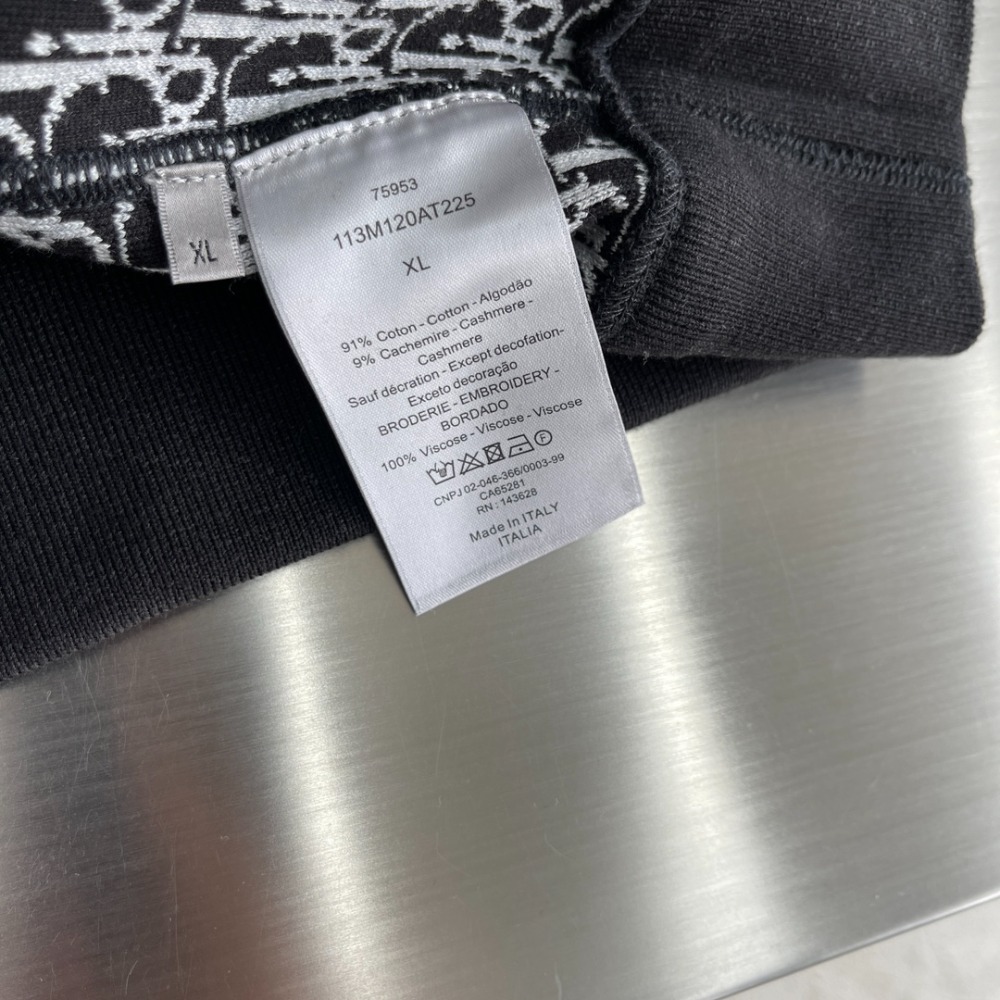 XL
75953
113M120AT225
XL
91% Coton - Cotton - Algodão
9% Cachemire - Cashmere -
Cashmere
Sauf décration - Except decofation-
Exceto decoração
BRODERIE - EMBROIDERY -
BORDADO
100% Viscose - Viscose - Viscose
CNPJ 02-046-366/0003-99
CA65281
RN : 143628
Made In ITALY
ITALIA